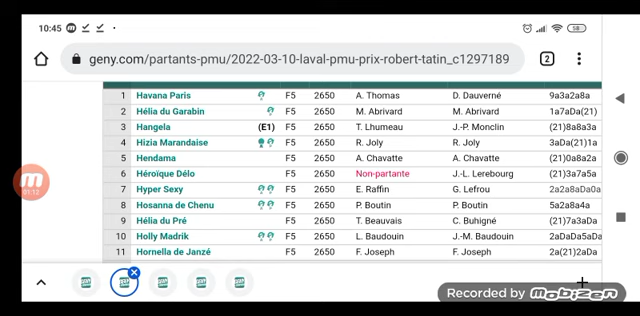 10:45
58
geny.com/partants-pmu/2022-03-10-laval-pmu-prix-robert-tatin_c1297189
2
1 Havana Paris F5 2650 A. Thomas D. Dauverné 9a3a2a8a
2 Hélia du Garabin F5 2650 M. Abrivard M. Abrivard 1a7aDa(21)
3 Hangela (E1) F5 2650 T. Lhumeau J.-P. Monclin (21)8a8a3a
4 Hizia Marandaise F5 2650 R. Joly R. Joly 3aDa(21)1a
5 Hendama F5 2650 A. Chavatte A. Chavatte (21)0a8a2a
6 Héroïque Délo F5 2650 Non-partante J.-L. Lerebourg (21)3a7a5a
7 Hyper Sexy F5 2650 E. Raffin G. Lefrou 2a2a8aDa0a
8 Hosanna de Chenu F5 2650 P. Boutin P. Boutin 5a2a8a4a
9 Hélia du Pré F5 2650 T. Beauvais C. Buhigné (21)7a3aDa
10 Holly Madrik F5 2650 L. Baudouin J.-M. Baudouin 2aDaDa5aDa
11 Hornella de Janzé F5 2650 F. Joseph F. Joseph 2a(21)2aDa
01:12
Recorded by Mobizen